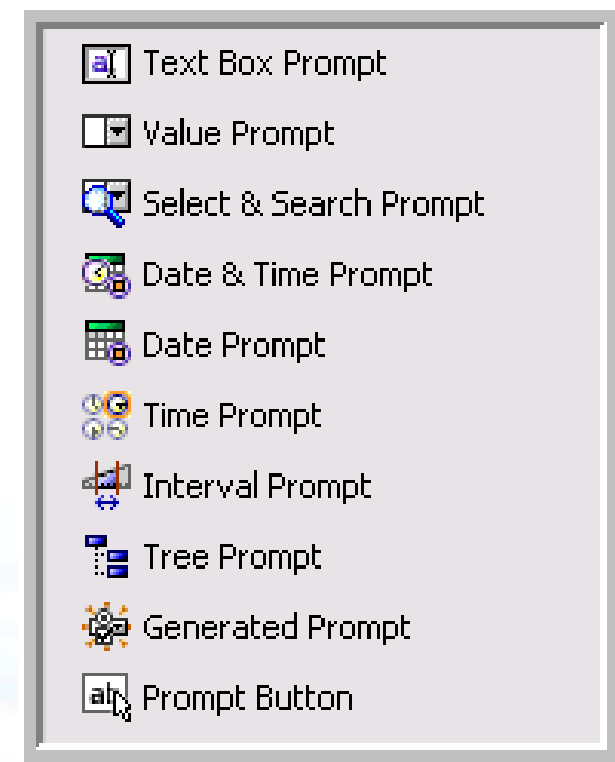 Text Box Prompt
Value Prompt
Select & Search Prompt
Date & Time Prompt
Date Prompt
Time Prompt
Interval Prompt
Tree Prompt
Generated Prompt
Prompt Button